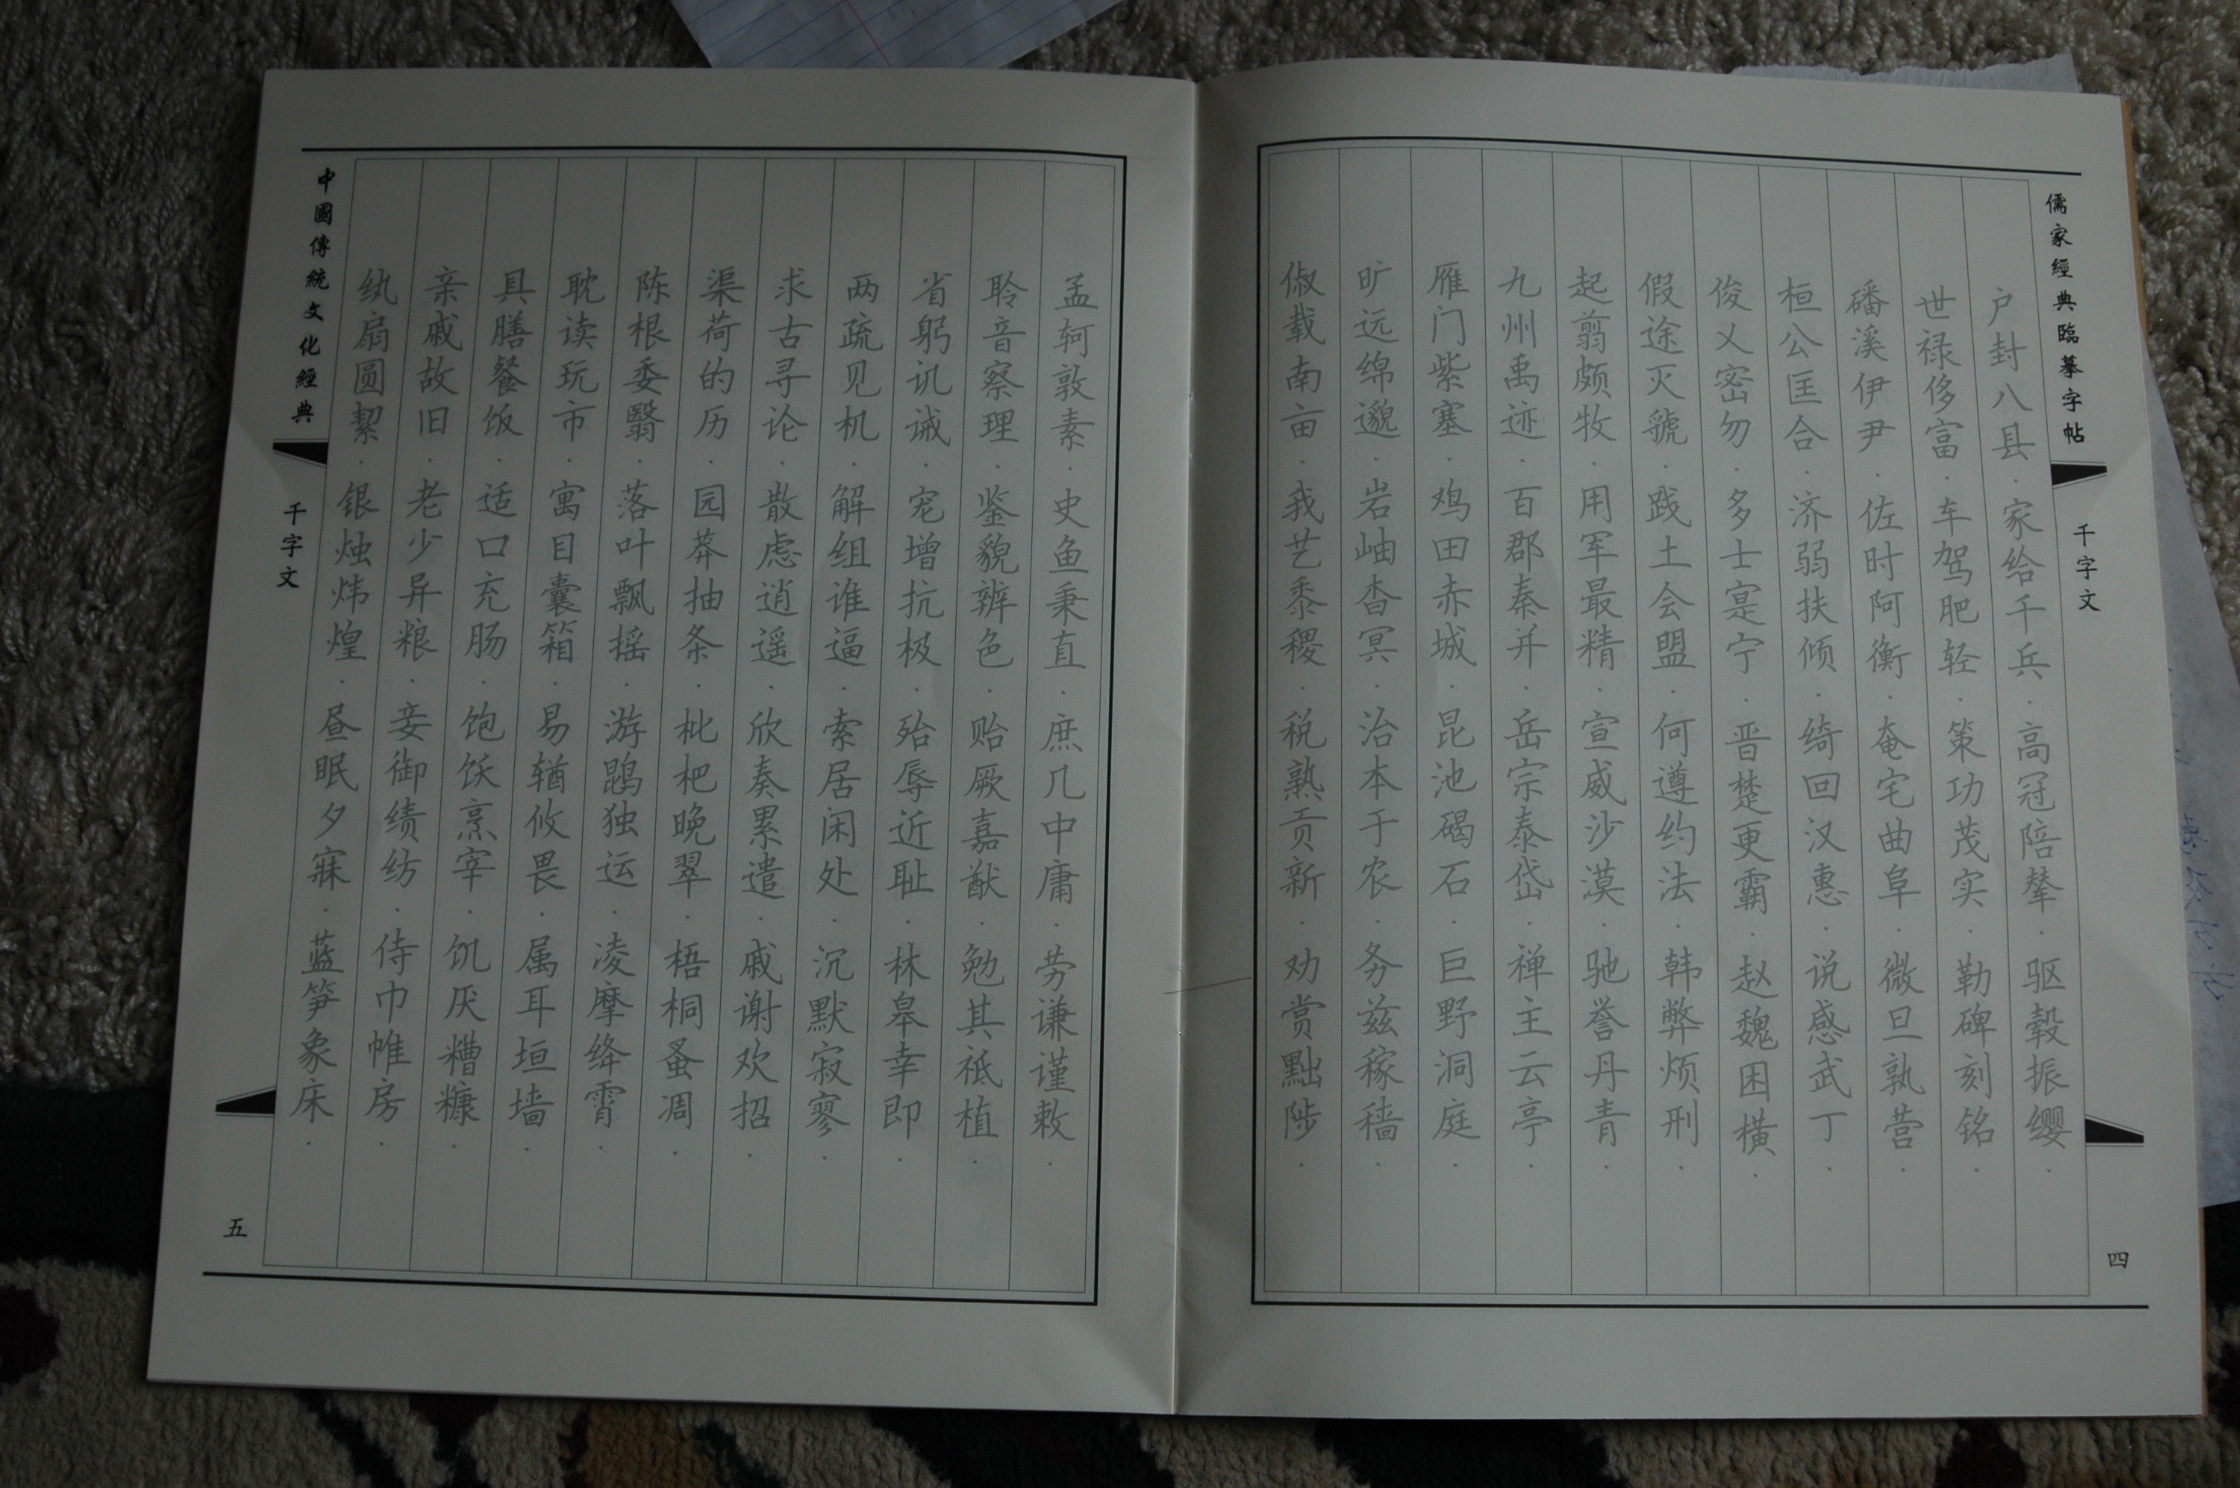 儒家經典臨摹字帖
千字文
四
户封八县·家给千兵·高冠陪辇·驱毂振缨·
世禄侈富·车驾肥轻·策功茂实·勒碑刻铭·
磻溪伊尹·佐时阿衡·奄宅曲阜·微旦孰营·
桓公匡合·济弱扶倾·绮回汉惠·说感武丁·
俊乂密勿·多士寔宁·晋楚更霸·赵魏困横·
假途灭虢·践土会盟·何遵约法·韩弊烦刑·
起翦颇牧·用军最精·宣威沙漠·驰誉丹青·
九州禹迹·百郡秦并·岳宗泰岱·禅主云亭·
雁门紫塞·鸡田赤城·昆池碣石·巨野洞庭·
旷远绵邈·岩岫杳冥·治本于农·务兹稼穑·
俶载南亩·我艺黍稷·税熟贡新·劝赏黜陟·
孟轲敦素·史鱼秉直·庶几中庸·劳谦谨敕·
聆音察理·鉴貌辨色·贻厥嘉猷·勉其祗植·
省躬讥诫·宠增抗极·殆辱近耻·林皋幸即·
两疏见机·解组谁逼·索居闲处·沉默寂寥·
求古寻论·散虑逍遥·欣奏累遣·戚谢欢招·
渠荷的历·园莽抽条·枇杷晚翠·梧桐蚤凋·
陈根委翳·落叶飘摇·游鹍独运·凌摩绛霄·
耽读玩市·寓目囊箱·易輶攸畏·属耳垣墙·
具膳餐饭·适口充肠·饱饫烹宰·饥厌糟糠·
亲戚故旧·老少异粮·妾御绩纺·侍巾帷房·
纨扇圆絜·银烛炜煌·昼眠夕寐·蓝笋象床·
中國傳統文化經典
千字文
五